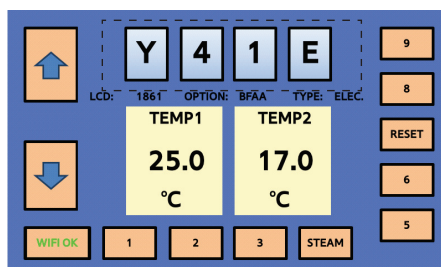 Y 4 1 E
LCD: 1861 OPTION: BFAA TYPE: ELEC.
TEMP1 TEMP2
25.0 17.0
°C °C
9
8
RESET
6
5
WIFI OK 1 2 3 STEAM